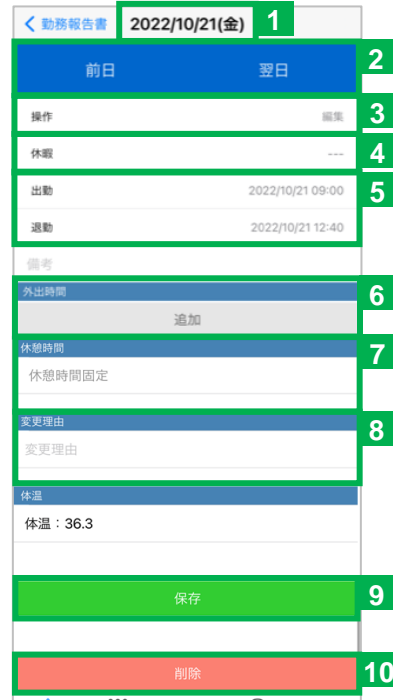 勤務報告書 2022/10/21(金) 1
前日 翌日 2
操作 編集 3
休暇 --- 4
出勤 2022/10/21 09:00 5
退勤 2022/10/21 12:40
備考
外出時間 6
追加
休憩時間 7
休憩時間固定
変更理由 8
変更理由
体温
体温：36.3
保存 9
削除 10